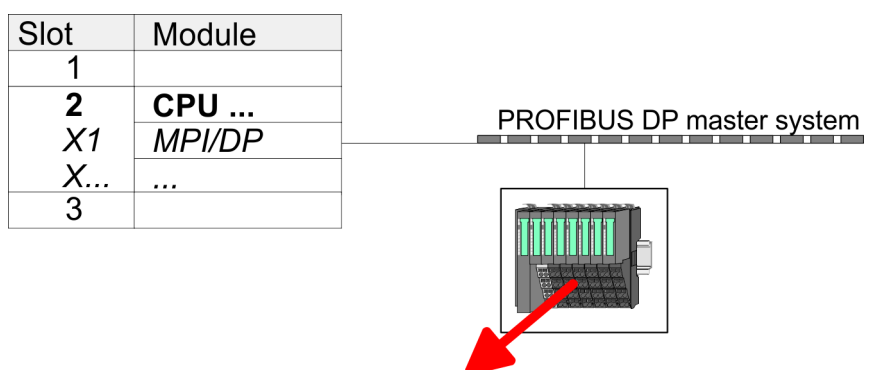 Slot Module
1
2 CPU ...
X1 MPI/DP
X... ...
3
PROFIBUS DP master system